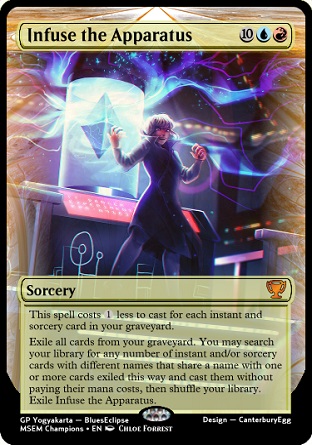 Infuse the Apparatus 10
Sorcery
This spell costs 1 less to cast for each instant and
sorcery card in your graveyard.
Exile all cards from your graveyard. You may search
your library for any number of instant and/or sorcery
cards with different names that share a name with one
or more cards exiled this way and cast them without
paying their mana costs, then shuffle your library.
Exile Infuse the Apparatus.
GP Yogyakarta — BluesEclipse Design — CanterburyEgg
MSEM Champions • EN Chloe Forrest